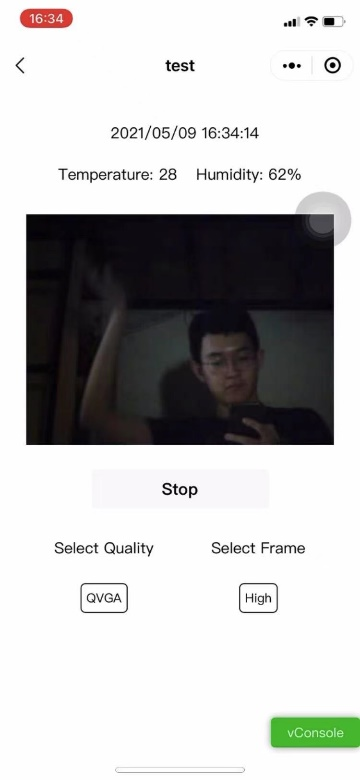 16:34
test
2021/05/09 16:34:14
Temperature: 28 Humidity: 62%
Stop
Select Quality Select Frame
QVGA High
vConsole